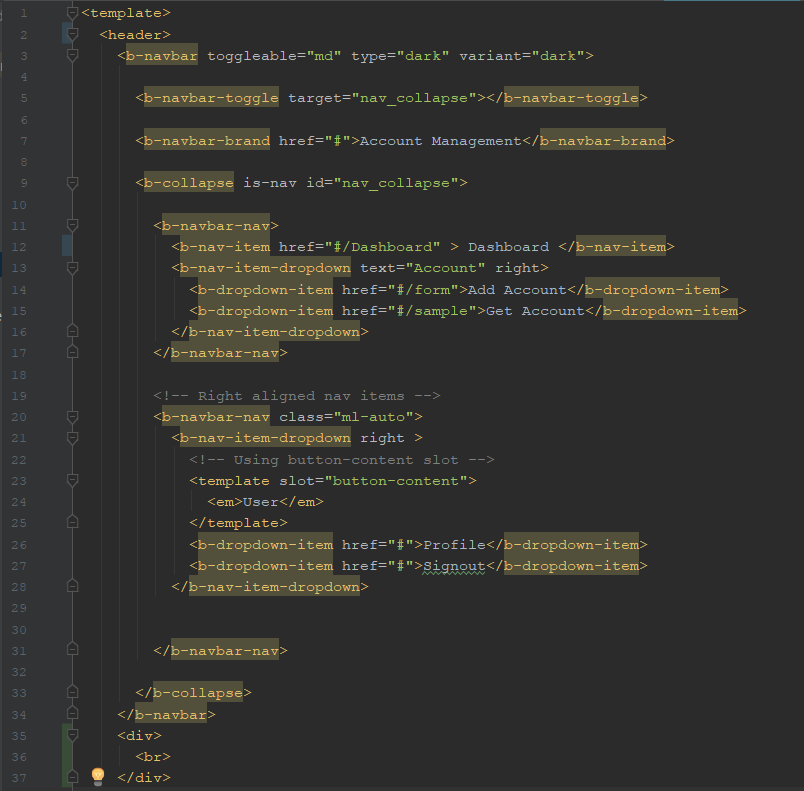 1 <template>
2 <header>
3 <b-navbar toggleable="md" type="dark" variant="dark">
4
5 <b-navbar-toggle target="nav_collapse"></b-navbar-toggle>
6
7 <b-navbar-brand href="#">Account Management</b-navbar-brand>
8
9 <b-collapse is-nav id="nav_collapse">
10
11 <b-navbar-nav>
12 <b-nav-item href="#/Dashboard" > Dashboard </b-nav-item>
13 <b-nav-item-dropdown text="Account" right>
14 <b-dropdown-item href="#/form">Add Account</b-dropdown-item>
15 <b-dropdown-item href="#/sample">Get Account</b-dropdown-item>
16 </b-nav-item-dropdown>
17 </b-navbar-nav>
18
19 <!-- Right aligned nav items -->
20 <b-navbar-nav class="ml-auto">
21 <b-nav-item-dropdown right >
22 <!-- Using button-content slot -->
23 <template slot="button-content">
24 <em>User</em>
25 </template>
26 <b-dropdown-item href="#">Profile</b-dropdown-item>
27 <b-dropdown-item href="#">Signout</b-dropdown-item>
28 </b-nav-item-dropdown>
29
30
31 </b-navbar-nav>
32
33 </b-collapse>
34 </b-navbar>
35 <div>
36 <br>
37 </div>